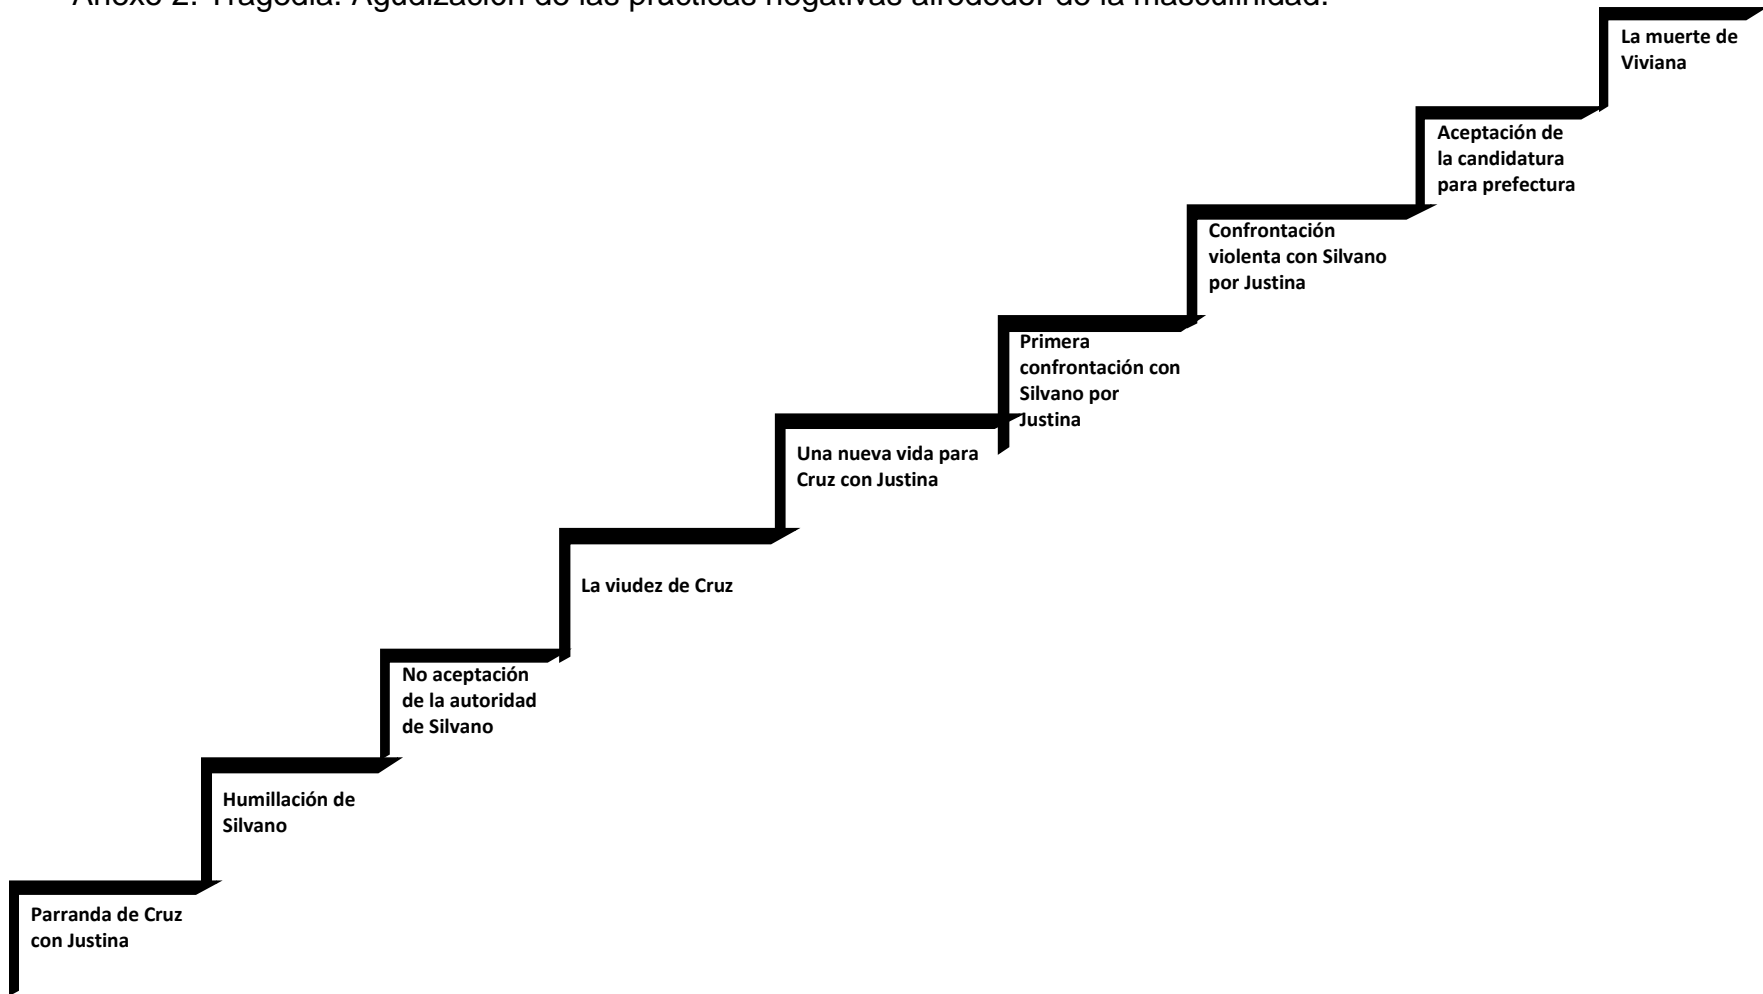 Anexo 2. Tragedia. Agudización de las prácticas negativas alrededor de la masculinidad.
La muerte de
Viviana
Aceptación de
la candidatura
para prefectura
Confrontación
violenta con Silvano
por Justina
Primera
confrontación con
Silvano por
Justina
Una nueva vida para
Cruz con Justina
La viudez de Cruz
No aceptación
de la autoridad
de Silvano
Humillación de
Silvano
Parranda de Cruz
con Justina